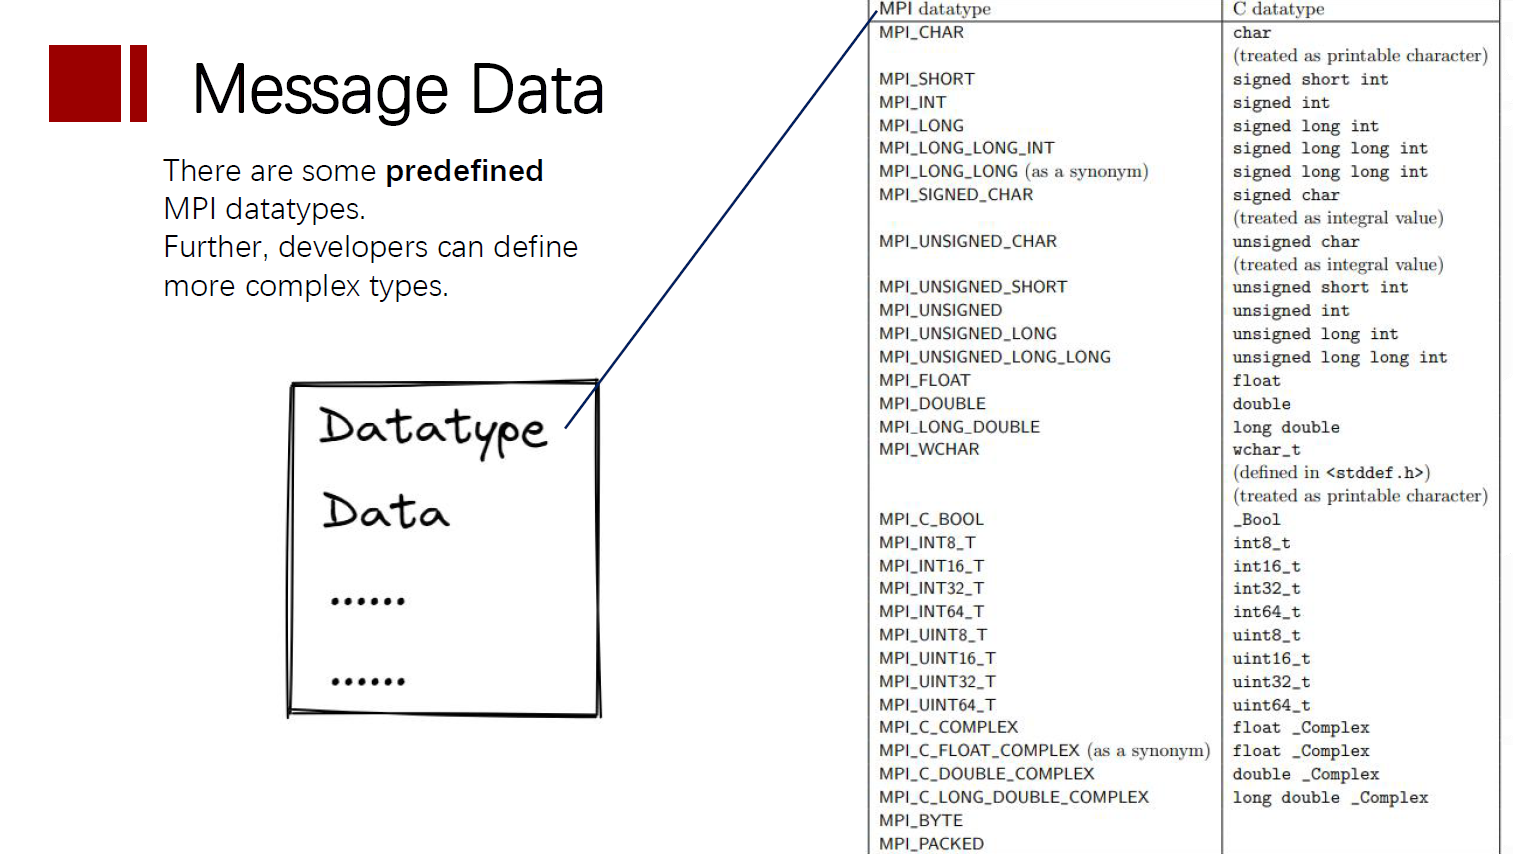 Message Data
There are some predefined
MPI datatypes.
Further, developers can define
more complex types.
Datatype
Data
......
......
MPI datatype C datatype
MPI_CHAR char
(treated as printable character)
MPI_SHORT signed short int
MPI_INT signed int
MPI_LONG signed long int
MPI_LONG_LONG_INT signed long long int
MPI_LONG_LONG (as a synonym) signed long long int
MPI_SIGNED_CHAR signed char
(treated as integral value)
MPI_UNSIGNED_CHAR unsigned char
(treated as integral value)
MPI_UNSIGNED_SHORT unsigned short int
MPI_UNSIGNED unsigned int
MPI_UNSIGNED_LONG unsigned long int
MPI_UNSIGNED_LONG_LONG unsigned long long int
MPI_FLOAT float
MPI_DOUBLE double
MPI_LONG_DOUBLE long double
MPI_WCHAR wchar_t
(defined in <stddef.h>)
(treated as printable character)
MPI_C_BOOL _Bool
MPI_INT8_T int8_t
MPI_INT16_T int16_t
MPI_INT32_T int32_t
MPI_INT64_T int64_t
MPI_UINT8_T uint8_t
MPI_UINT16_T uint16_t
MPI_UINT32_T uint32_t
MPI_UINT64_T uint64_t
MPI_C_COMPLEX float _Complex
MPI_C_FLOAT_COMPLEX (as a synonym) float _Complex
MPI_C_DOUBLE_COMPLEX double _Complex
MPI_C_LONG_DOUBLE_COMPLEX long double _Complex
MPI_BYTE
MPI_PACKED